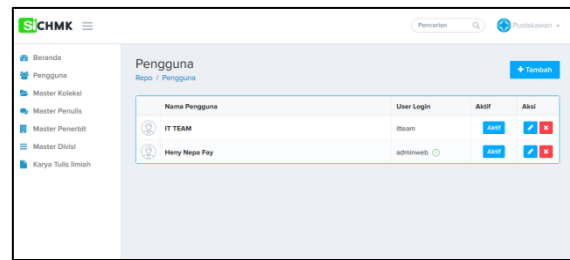 SiCHMK
Pencarian
Pustakawan
Beranda
Pengguna
Master Koleksi
Master Penulis
Master Penerbit
Master Divisi
Karya Tulis Ilmiah
Pengguna
Repo / Pengguna
+Tambah
Nama Pengguna User Login Aktif Aksi
IT TEAM itteam Aktif
Heny Nepa Fay adminweb Aktif